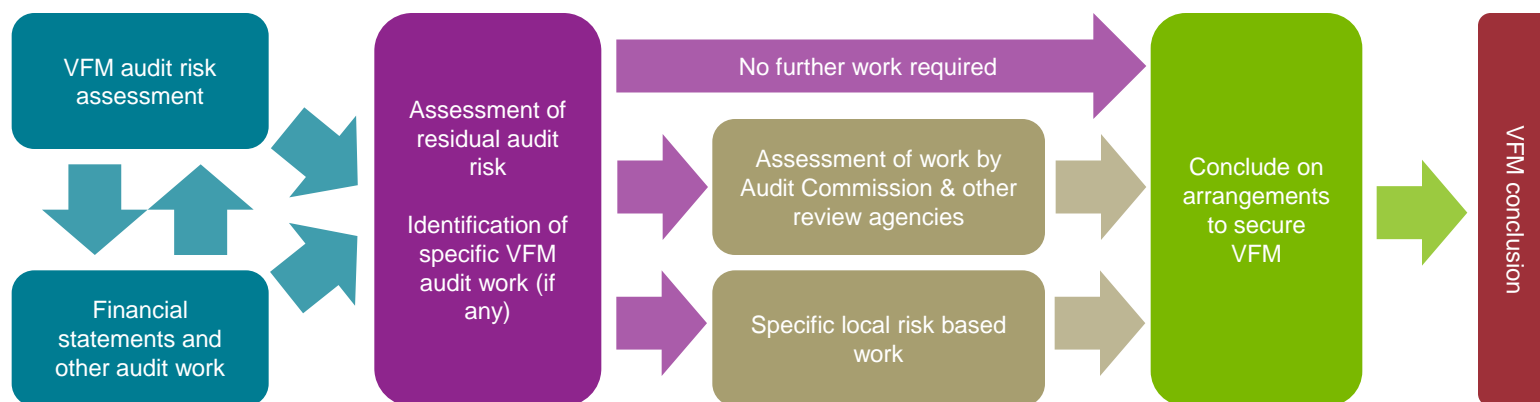 VFM audit risk
assessment
Financial
statements and
other audit work
Assessment of
residual audit
risk
Identification of
specific VFM
audit work (if
any)
No further work required
Assessment of work by
Audit Commission & other
review agencies
Specific local risk based
work
Conclude on
arrangements
to secure
VFM
VFM conclusion